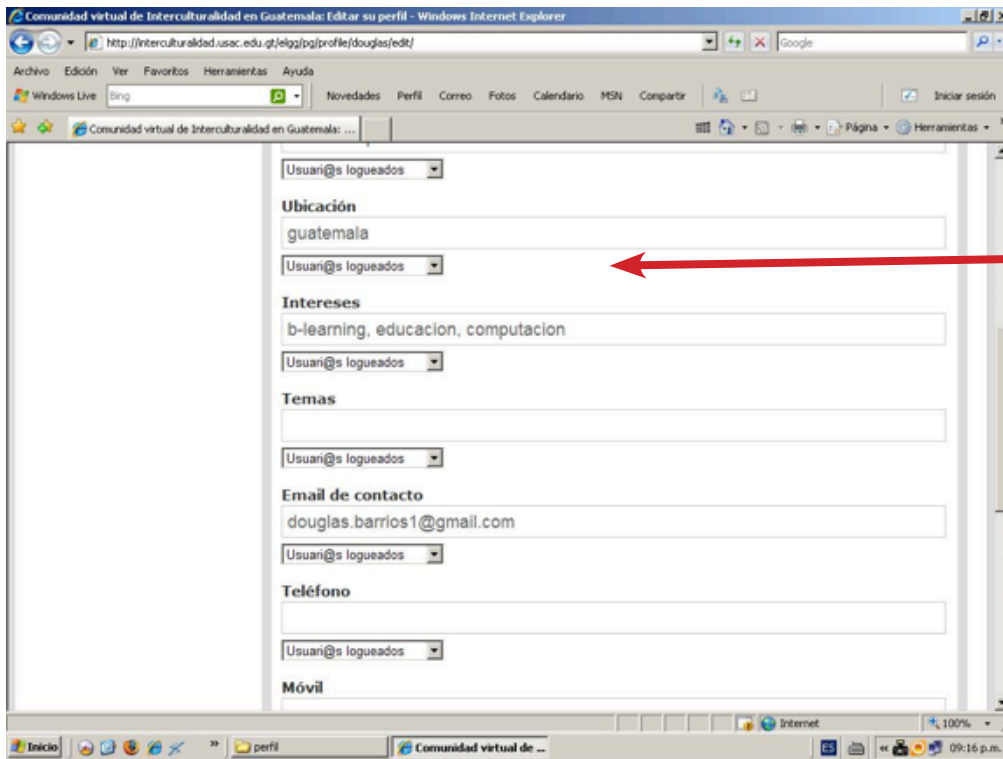 Comunidad virtual de Interculturalidad en Guatemala: Editar su perfil - Windows Internet Explorer
http://interculturalidad.usac.edu.gt/elgg/pg/profile/douglas/edit/
Google
Archivo Edición Ver Favoritos Herramientas Ayuda
Windows Live Bing Novedades Perfil Correo Fotos Calendario MSN Compartir Iniciar sesión
Comunidad virtual de Interculturalidad en Guatemala: ... Página Herramientas
Usuari@s logueados
Ubicación
guatemala
Usuari@s logueados
Intereses
b-learning, educacion, computacion
Usuari@s logueados
Temas
Usuari@s logueados
Email de contacto
douglas.barrios1@gmail.com
Usuari@s logueados
Teléfono
Usuari@s logueados
Móvil
Internet 100%
Inicio perfil Comunidad virtual de ... ES 09:16 p.m.